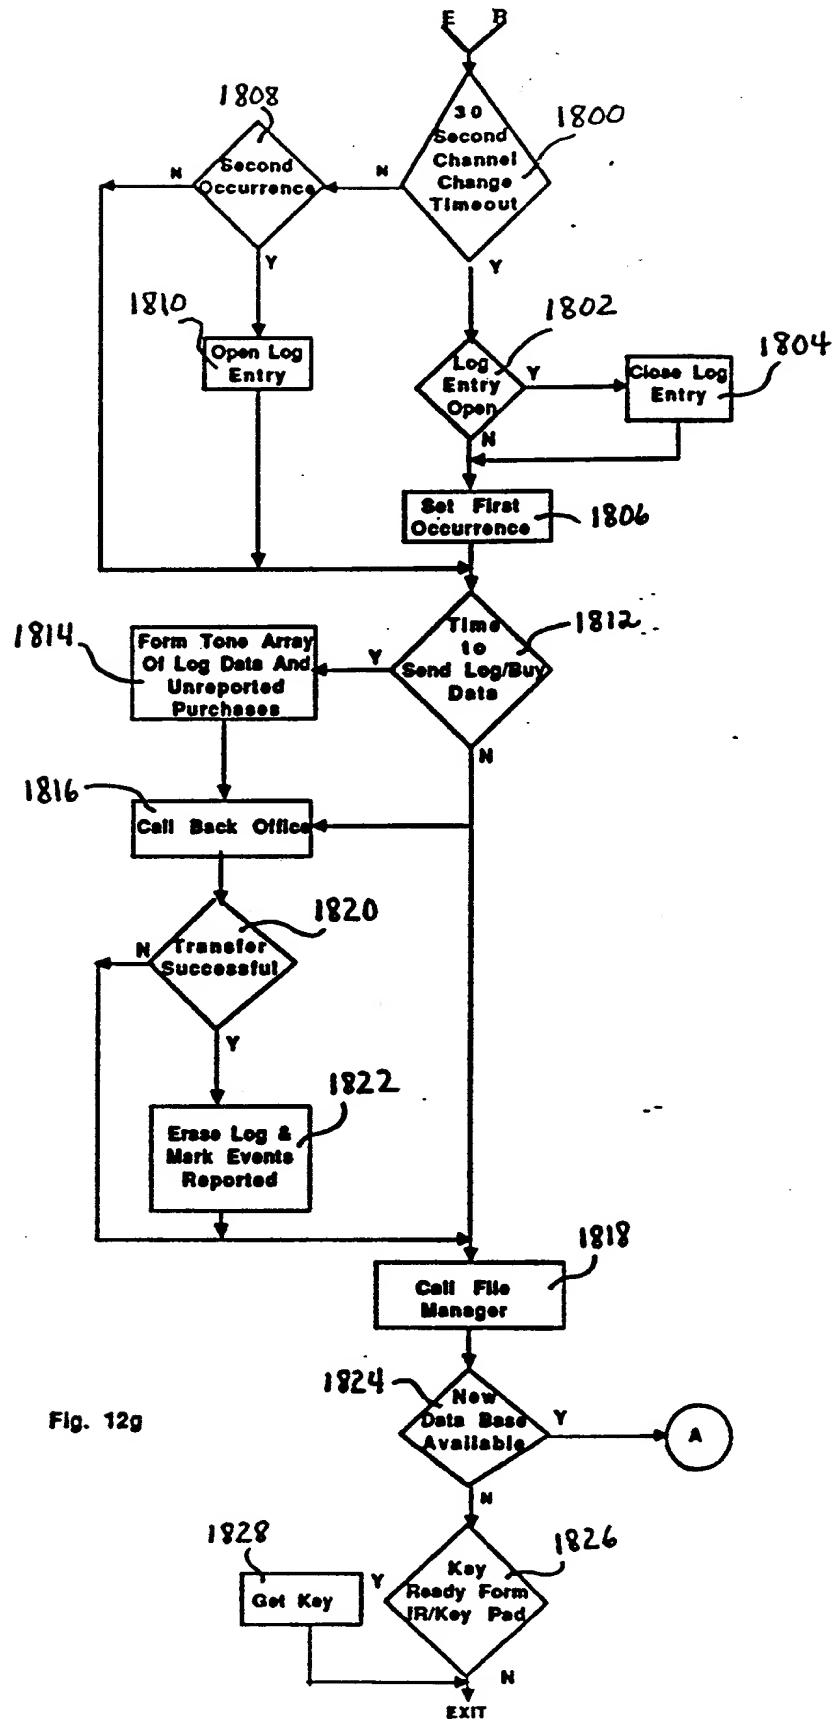 E B
1808
30
Second
Channel
Change
Timeout
1800
N
Second
Occurrence
N
Y
Y
1810
Open Log
Entry
1802
Log
Entry
Open
Y
N
1804
Close Log
Entry
Set First
Occurrence
1806
1814
Form Tone Array
Of Log Data And
Unreported
Purchases
Y
Time
to
Send Log/Buy
Data
1812
N
1816
Call Back Office
1820
N
Transfer
Successful
Y
1822
Erase Log &
Mark Events
Reported
1818
Call File
Manager
1824
New
Data Base
Available
Y
A
Fig. 12g
N
1828
Get Key
Y
Key
Ready Form
IR/Key Pad
1826
N
EXIT